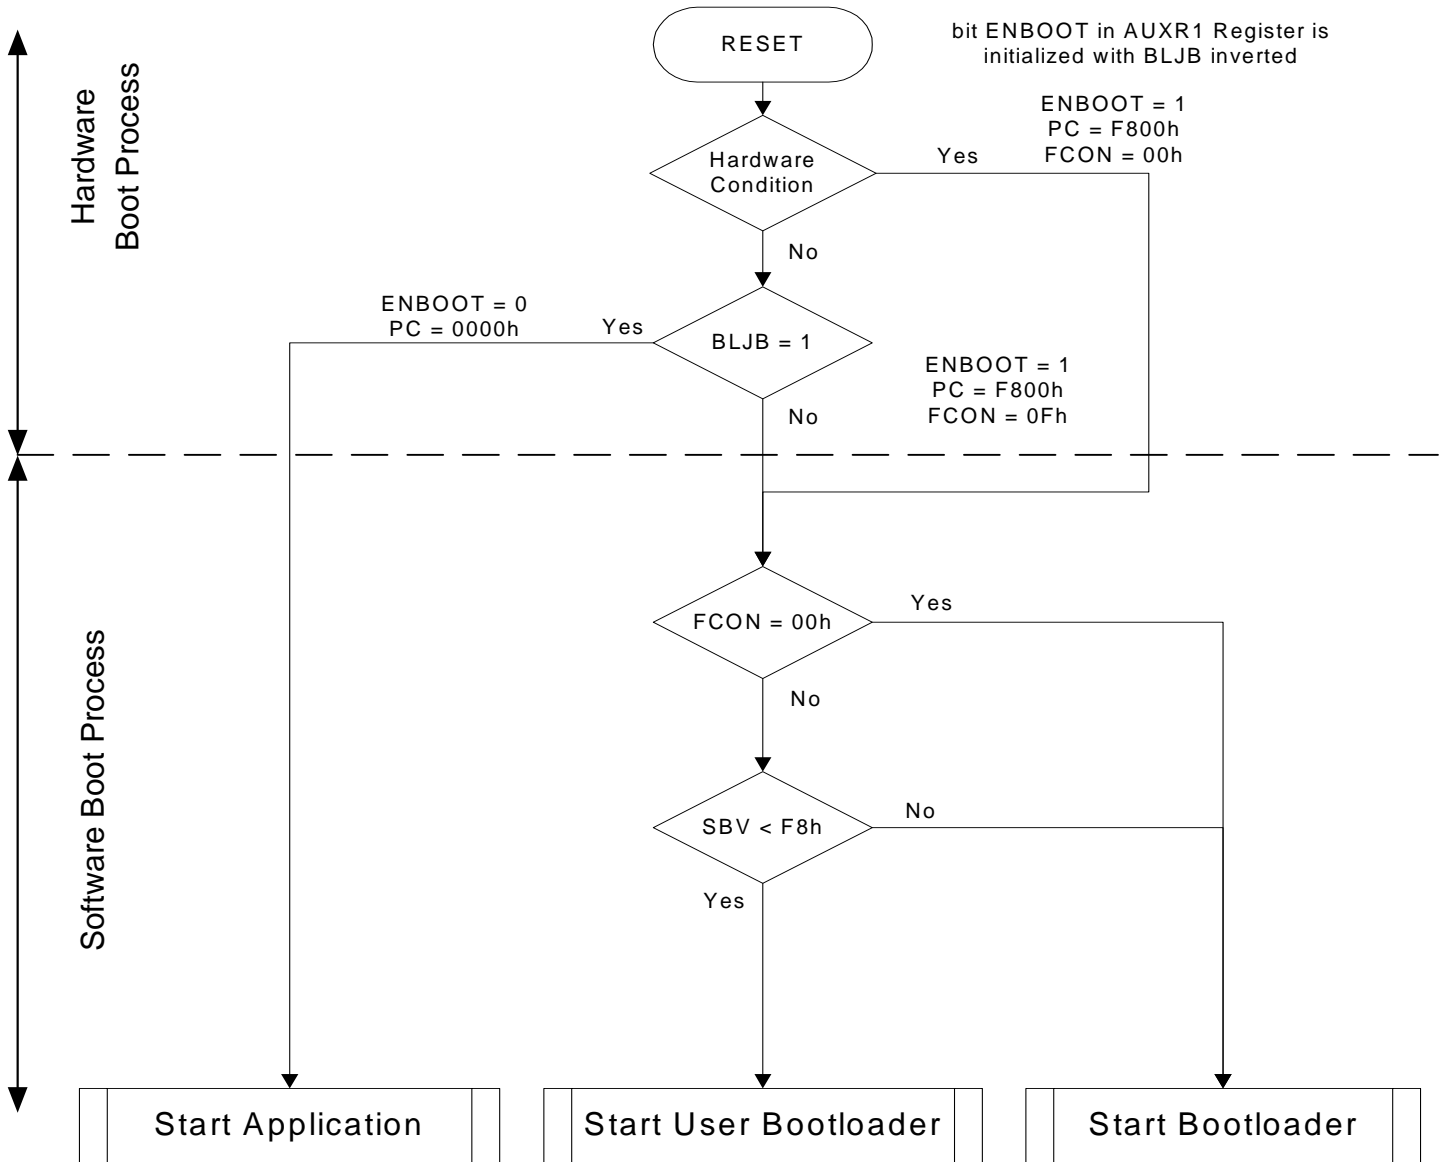 RESET
bit ENBOOT in AUXR1 Register is
initialized with BLJB inverted
Hardware
Boot Process
ENBOOT = 1
PC = F800h
FCON = 00h
Hardware
Condition
Yes
No
ENBOOT = 0
PC = 0000h
Yes
BLJB = 1
ENBOOT = 1
PC = F800h
FCON = 0Fh
No
Software Boot Process
FCON = 00h
Yes
No
SBV < F8h
No
Yes
Start Application
Start User Bootloader
Start Bootloader